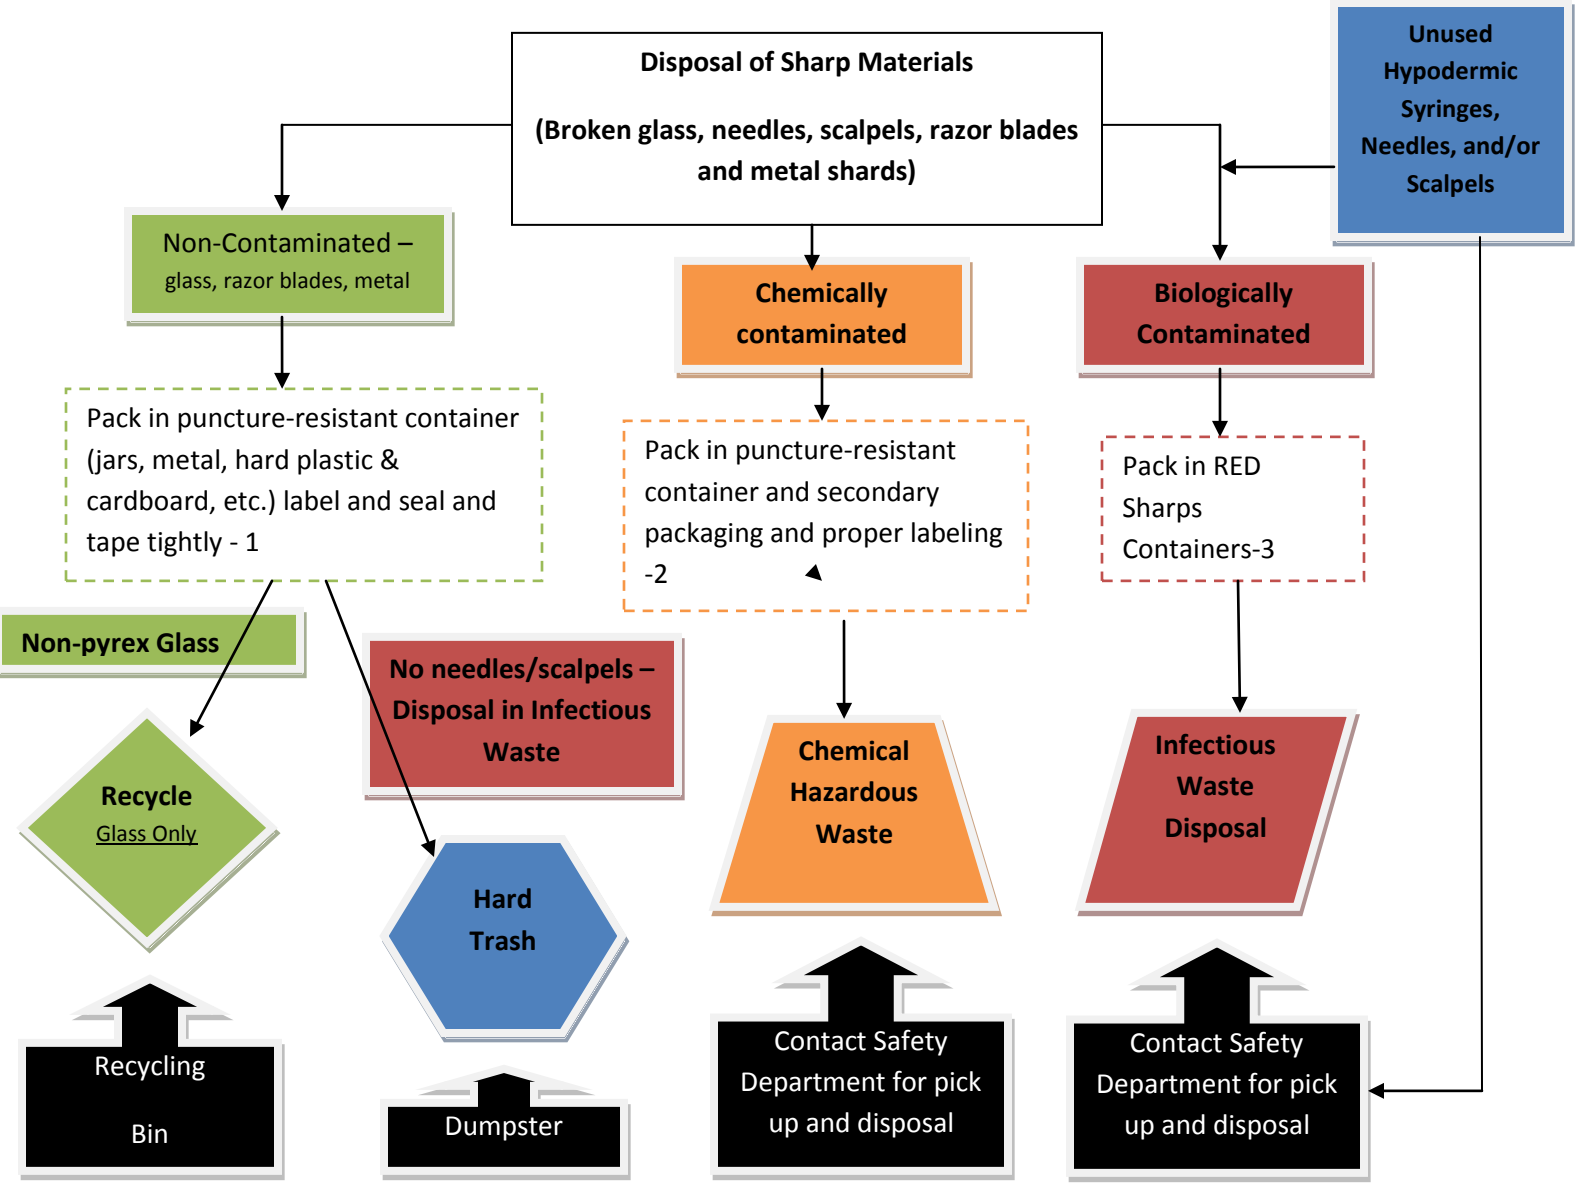 Disposal of Sharp Materials
(Broken glass, needles, scalpels, razor blades
and metal shards)
Unused
Hypodermic
Syringes,
Needles, and/or
Scalpels
Non-Contaminated –
glass, razor blades, metal
Chemically
contaminated
Biologically
Contaminated
Pack in puncture-resistant container
(jars, metal, hard plastic &
cardboard, etc.) label and seal and
tape tightly - 1
Pack in puncture-resistant
container and secondary
packaging and proper labeling
-2
Pack in RED
Sharps
Containers-3
Non-pyrex Glass
No needles/scalpels –
Disposal in Infectious
Waste
Recycle
Glass Only
Hard
Trash
Chemical
Hazardous
Waste
Infectious
Waste
Disposal
Recycling
Bin
Dumpster
Contact Safety
Department for pick
up and disposal
Contact Safety
Department for pick
up and disposal